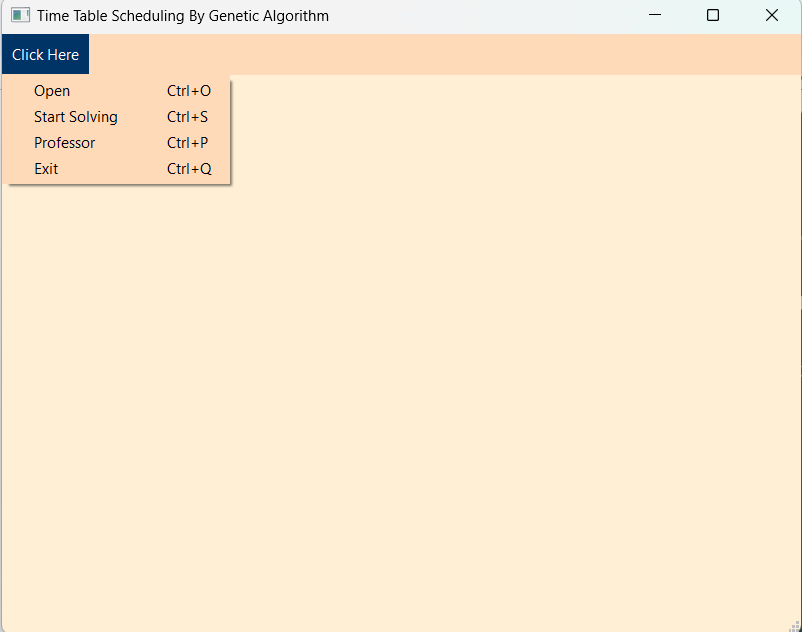 Time Table Scheduling By Genetic Algorithm
Click Here
Open Ctrl+O
Start Solving Ctrl+S
Professor Ctrl+P
Exit Ctrl+Q